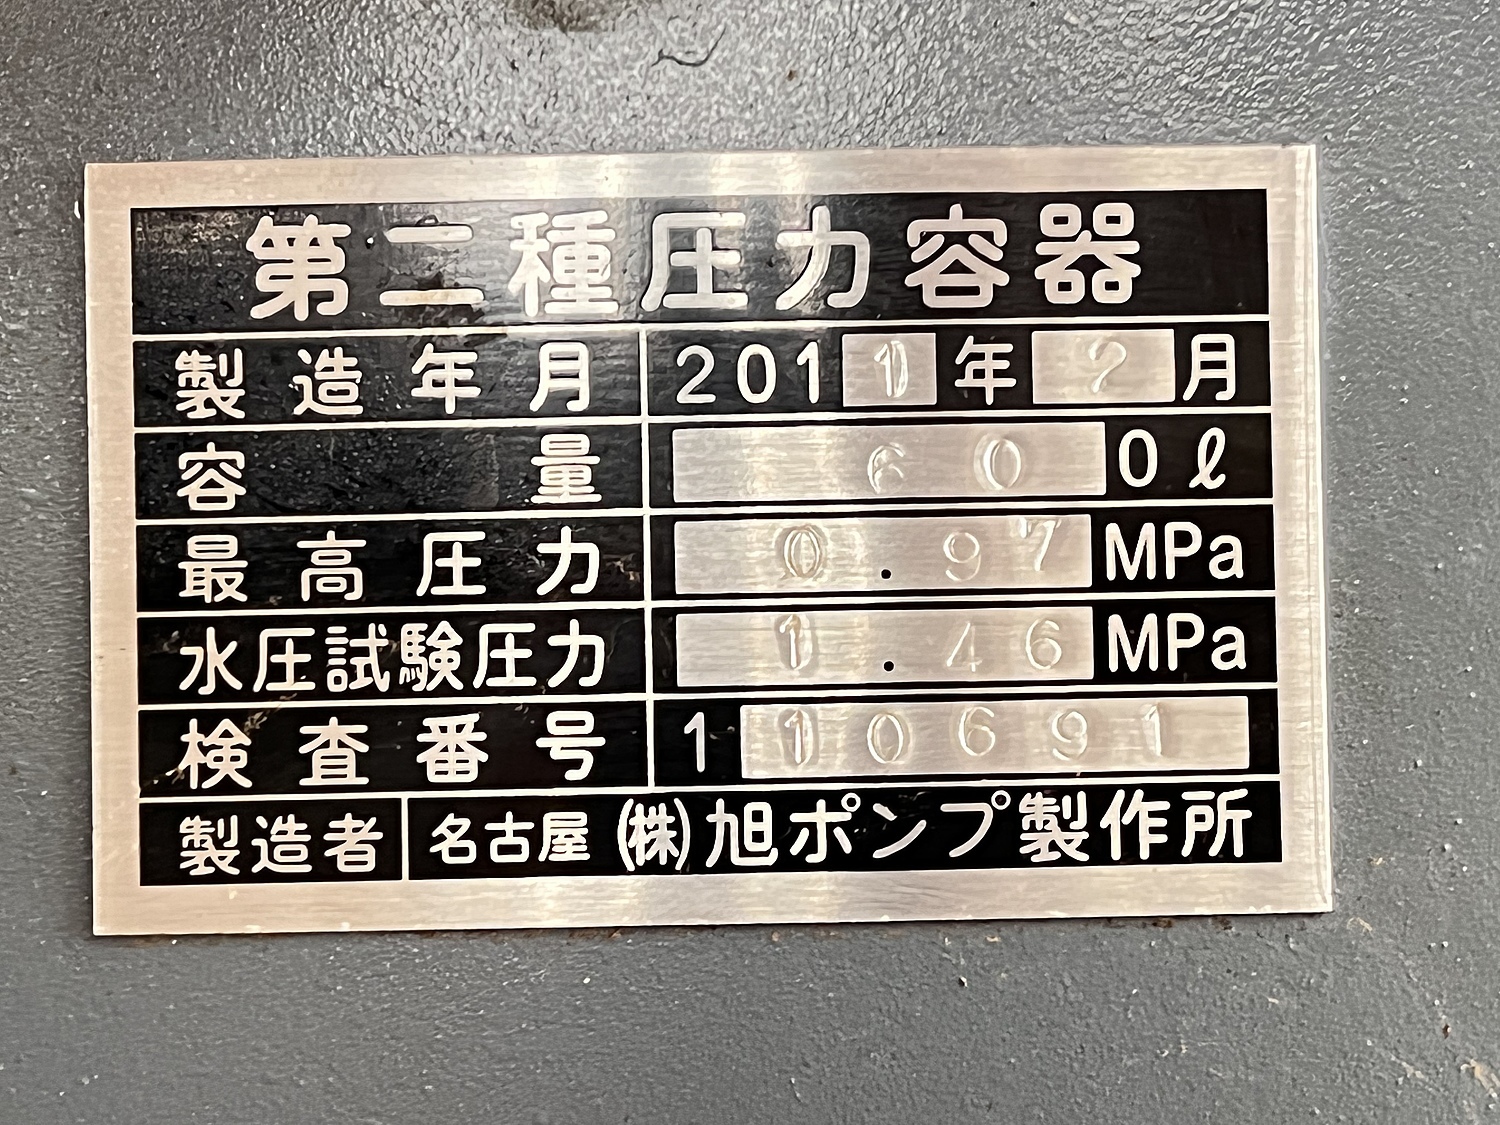 第二種圧力容器
製造年月 2011年2月
容量 600ℓ
最高圧力 0.97MPa
水圧試験圧力 1.46MPa
検査番号 110691
製造者 名古屋 ㈱旭ポンプ製作所